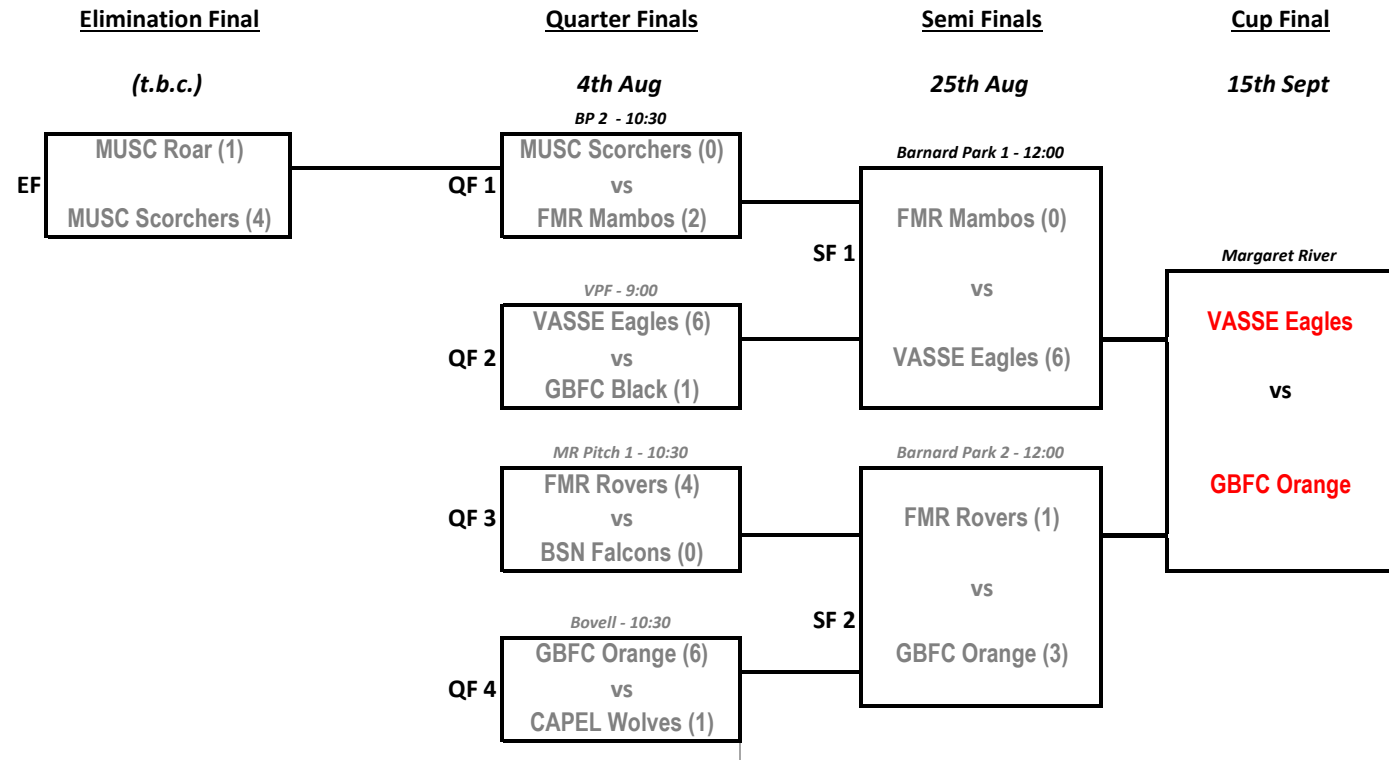 Elimination Final
(t.b.c.)
EF
MUSC Roar (1)
MUSC Scorchers (4)
Quarter Finals
4th Aug
BP 2 - 10:30
QF 1
MUSC Scorchers (0)
vs
FMR Mambos (2)
VPF - 9:00
QF 2
VASSE Eagles (6)
vs
GBFC Black (1)
MR Pitch 1 - 10:30
QF 3
FMR Rovers (4)
vs
BSN Falcons (0)
Bovell - 10:30
QF 4
GBFC Orange (6)
vs
CAPEL Wolves (1)
Semi Finals
25th Aug
Barnard Park 1 - 12:00
SF 1
FMR Mambos (0)
vs
VASSE Eagles (6)
Barnard Park 2 - 12:00
SF 2
FMR Rovers (1)
vs
GBFC Orange (3)
Cup Final
15th Sept
Margaret River
VASSE Eagles
vs
GBFC Orange